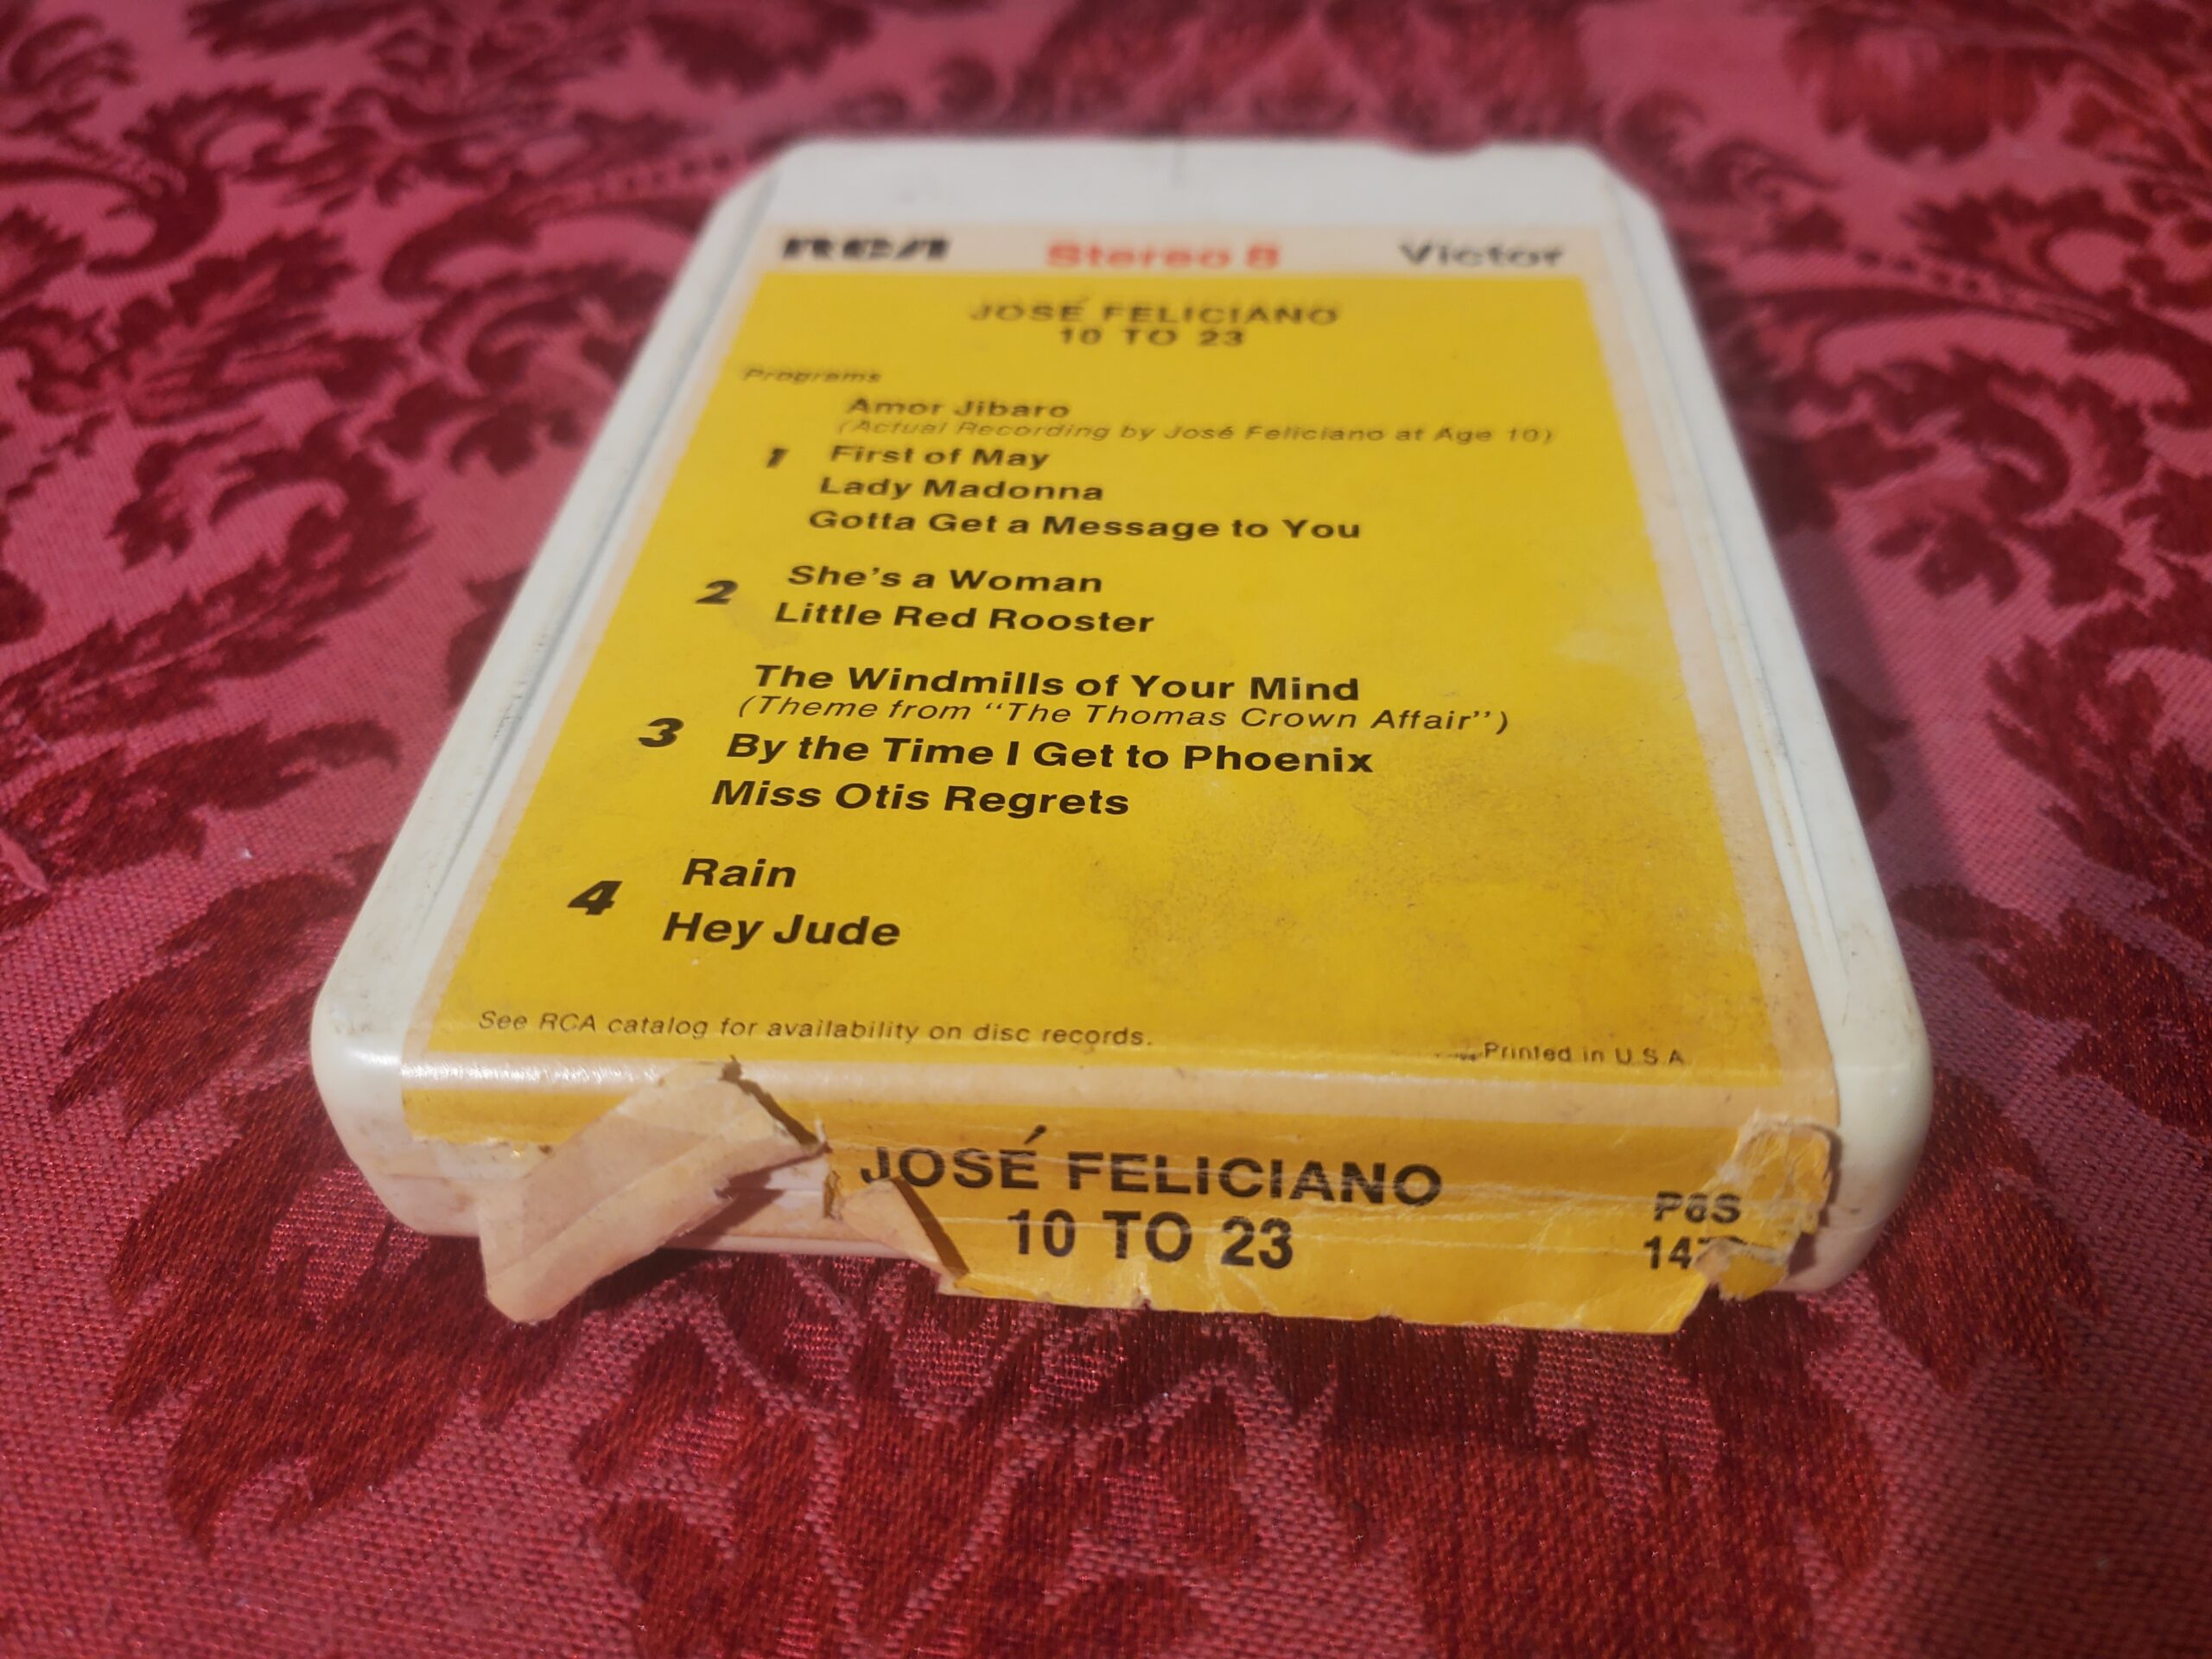 RCA Stereo 8 Victor
JOSÉ FELICIANO
10 TO 23
Programs
Amor Jibaro
(Actual Recording by José Feliciano at Age 10)
1 First of May
Lady Madonna
Gotta Get a Message to You
She's a Woman
2
Little Red Rooster
The Windmills of Your Mind
(Theme from "The Thomas Crown Affair")
3 By the Time I Get to Phoenix
Miss Otis Regrets
Rain
4
Hey Jude
See RCA catalog for availability on disc records.
Printed in U S A
JOSÉ FELICIANO
10 TO 23
P8S